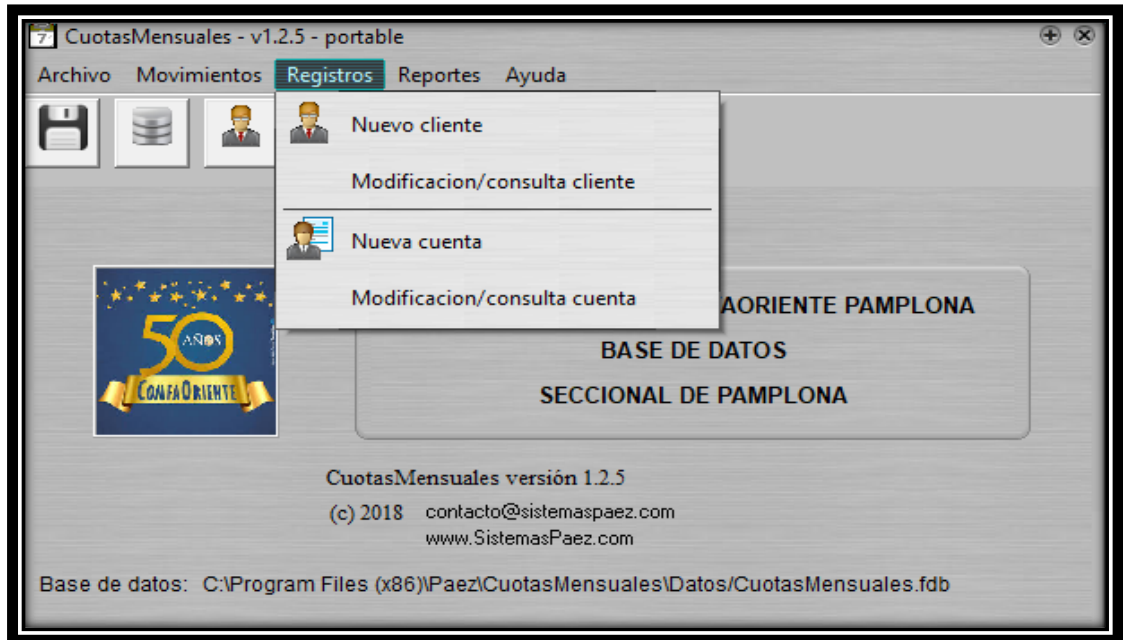 7 CuotasMensuales - v1.2.5 - portable
Archivo Movimientos Registros Reportes Ayuda
Nuevo cliente
Modificacion/consulta cliente
Nueva cuenta
Modificacion/consulta cuenta
50
AÑOS
COMFAORIENTE
AORIENTE PAMPLONA
BASE DE DATOS
SECCIONAL DE PAMPLONA
CuotasMensuales versión 1.2.5
(c) 2018 contacto@sistemaspaez.com
www.SistemasPaez.com
Base de datos: C:\Program Files (x86)\Paez\CuotasMensuales\Datos/CuotasMensuales.fdb